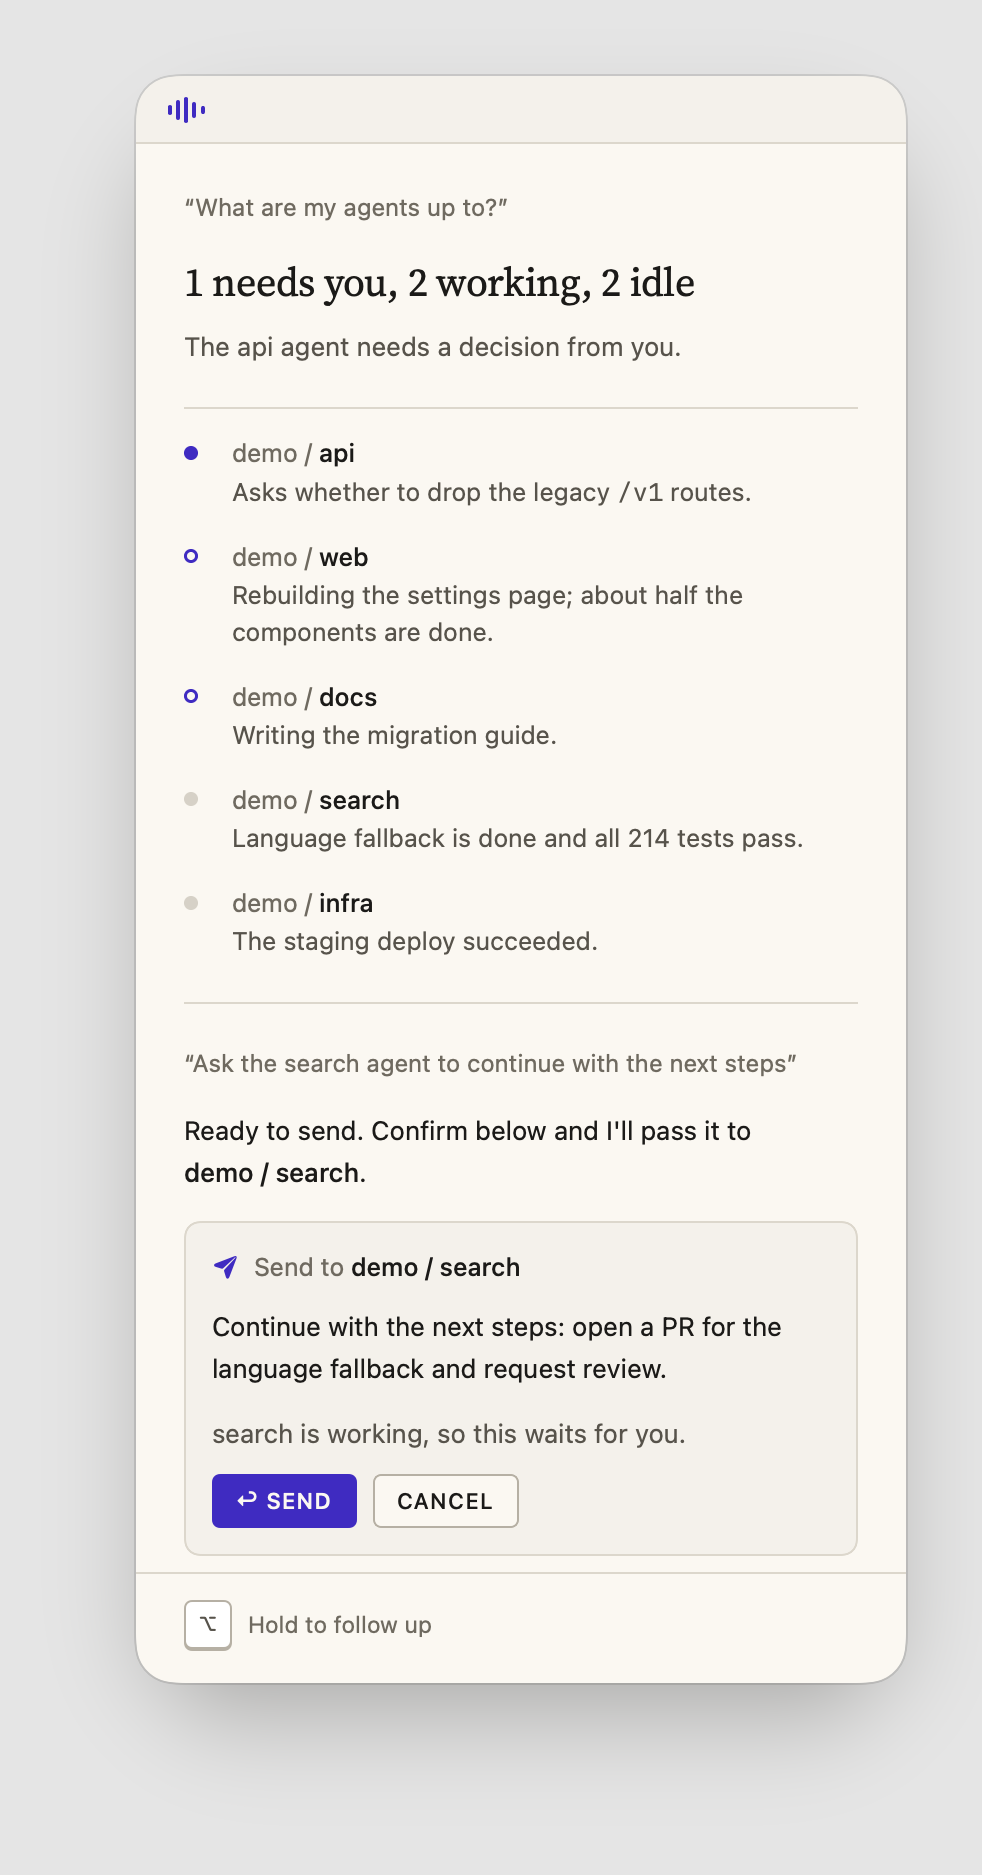 “What are my agents up to?”
1 needs you, 2 working, 2 idle
The api agent needs a decision from you.
demo / api
Asks whether to drop the legacy /v1 routes.
demo / web
Rebuilding the settings page; about half the
components are done.
demo / docs
Writing the migration guide.
demo / search
Language fallback is done and all 214 tests pass.
demo / infra
The staging deploy succeeded.
“Ask the search agent to continue with the next steps”
Ready to send. Confirm below and I'll pass it to
demo / search.
Send to demo / search
Continue with the next steps: open a PR for the
language fallback and request review.
search is working, so this waits for you.
SEND CANCEL
⌥ Hold to follow up